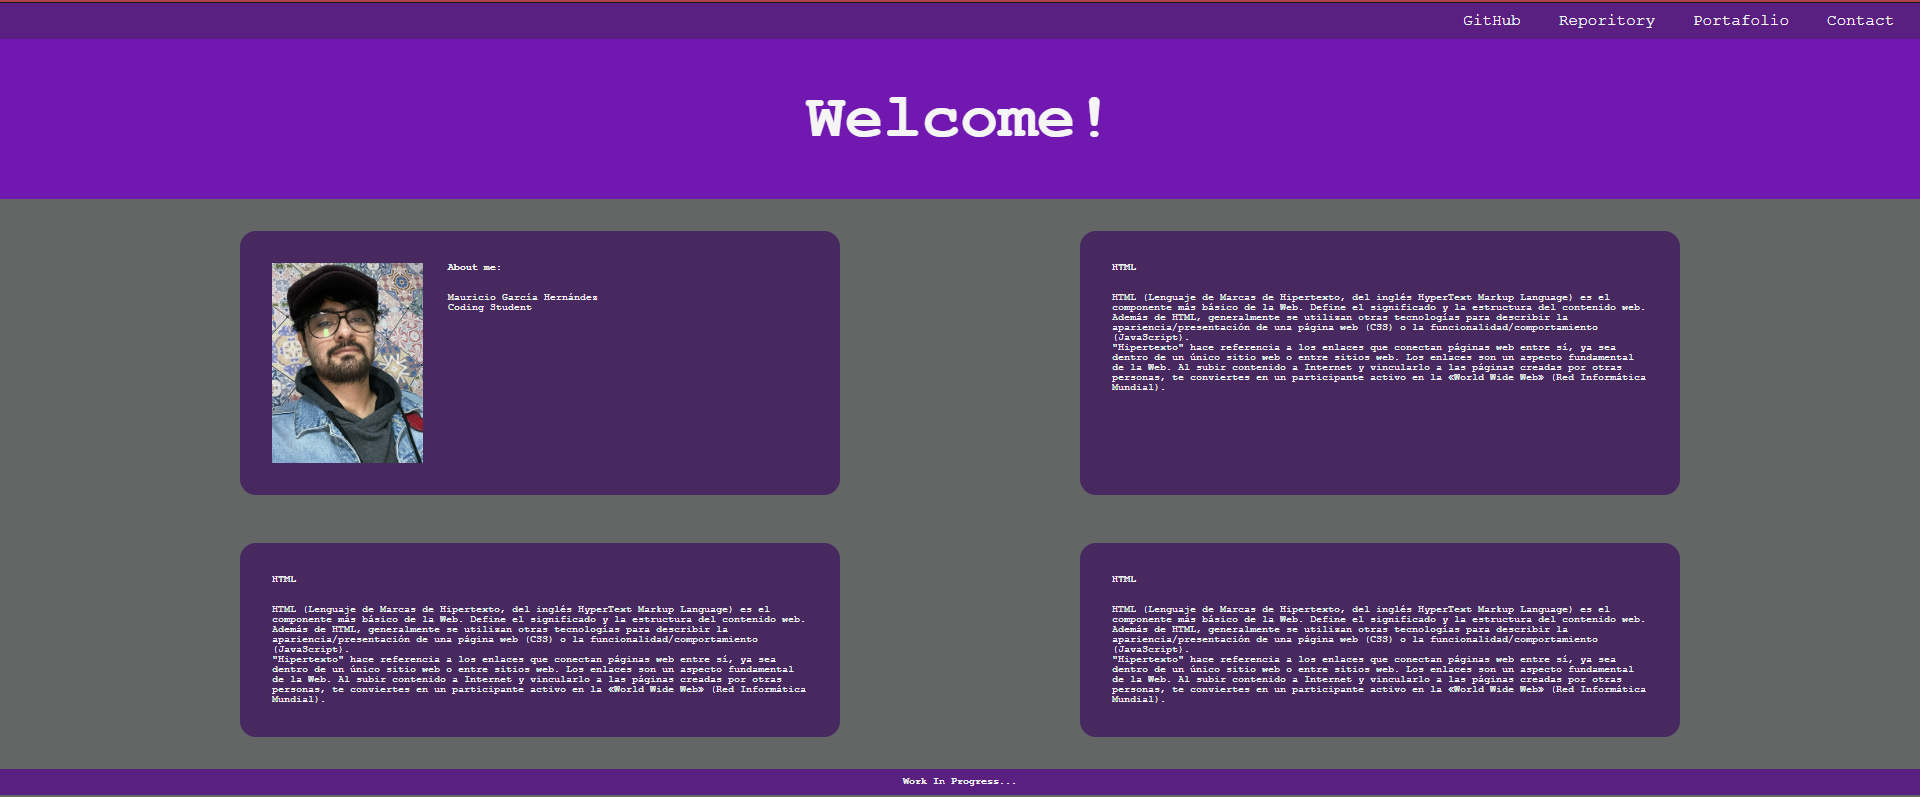 GitHub Reporitory Portafolio Contact
Welcome!
About me:
Mauricio García Hernández
Coding Student
HTML
HTML (Lenguaje de Marcas de Hipertexto, del inglés HyperText Markup Language) es el
componente más básico de la Web. Define el significado y la estructura del contenido web.
Además de HTML, generalmente se utilizan otras tecnologías para describir la
apariencia/presentación de una página web (CSS) o la funcionalidad/comportamiento
(JavaScript).
"Hipertexto" hace referencia a los enlaces que conectan páginas web entre sí, ya sea
dentro de un único sitio web o entre sitios web. Los enlaces son un aspecto fundamental
de la Web. Al subir contenido a Internet y vincularlo a las páginas creadas por otras
personas, te conviertes en un participante activo en la «World Wide Web» (Red Informática
Mundial).
HTML
HTML (Lenguaje de Marcas de Hipertexto, del inglés HyperText Markup Language) es el
componente más básico de la Web. Define el significado y la estructura del contenido web.
Además de HTML, generalmente se utilizan otras tecnologías para describir la
apariencia/presentación de una página web (CSS) o la funcionalidad/comportamiento
(JavaScript).
"Hipertexto" hace referencia a los enlaces que conectan páginas web entre sí, ya sea
dentro de un único sitio web o entre sitios web. Los enlaces son un aspecto fundamental
de la Web. Al subir contenido a Internet y vincularlo a las páginas creadas por otras
personas, te conviertes en un participante activo en la «World Wide Web» (Red Informática
Mundial).
HTML
HTML (Lenguaje de Marcas de Hipertexto, del inglés HyperText Markup Language) es el
componente más básico de la Web. Define el significado y la estructura del contenido web.
Además de HTML, generalmente se utilizan otras tecnologías para describir la
apariencia/presentación de una página web (CSS) o la funcionalidad/comportamiento
(JavaScript).
"Hipertexto" hace referencia a los enlaces que conectan páginas web entre sí, ya sea
dentro de un único sitio web o entre sitios web. Los enlaces son un aspecto fundamental
de la Web. Al subir contenido a Internet y vincularlo a las páginas creadas por otras
personas, te conviertes en un participante activo en la «World Wide Web» (Red Informática
Mundial).
Work In Progress...